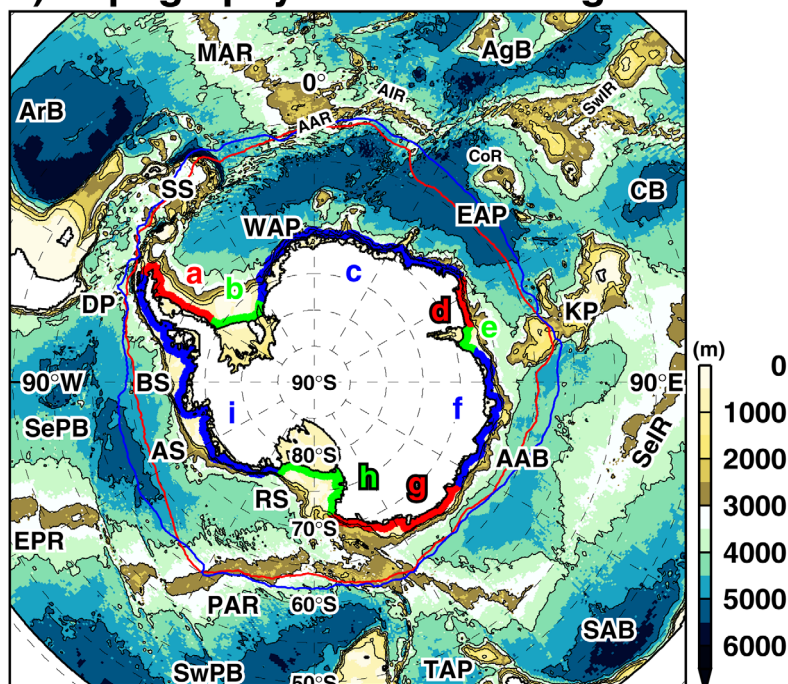 MAR
AgB
0°
AIR
SwIR
ArB
AAR
CoR
SS
CB
EAP
WAP
a
b
c
d
e
DP
KP
(m)
0
90°W
BS
90°S
90°E
1000
i
f
SePB
AS
80°S
AAB
SeIR
2000
h
g
RS
3000
70°S
EPR
4000
PAR
60°S
5000
SAB
6000
SwPB
TAP